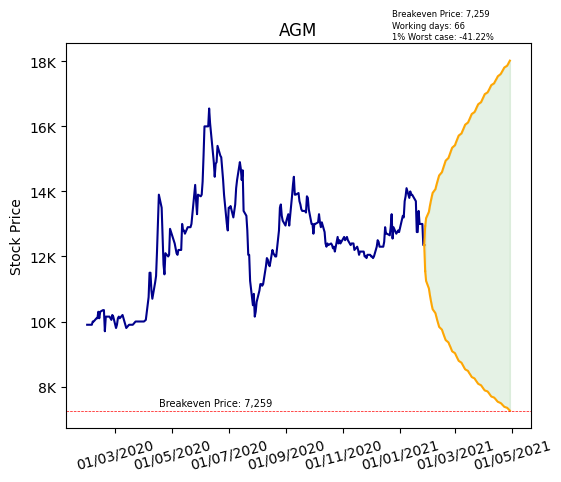 Breakeven Price: 7,259
Working days: 66
1% Worst case: -41.22%
AGM
18K
16K
14K
12K
10K
8K
Stock Price
Breakeven Price: 7,259
01/03/2020
01/05/2020
01/07/2020
01/09/2020
01/11/2020
01/01/2021
01/03/2021
01/05/2021